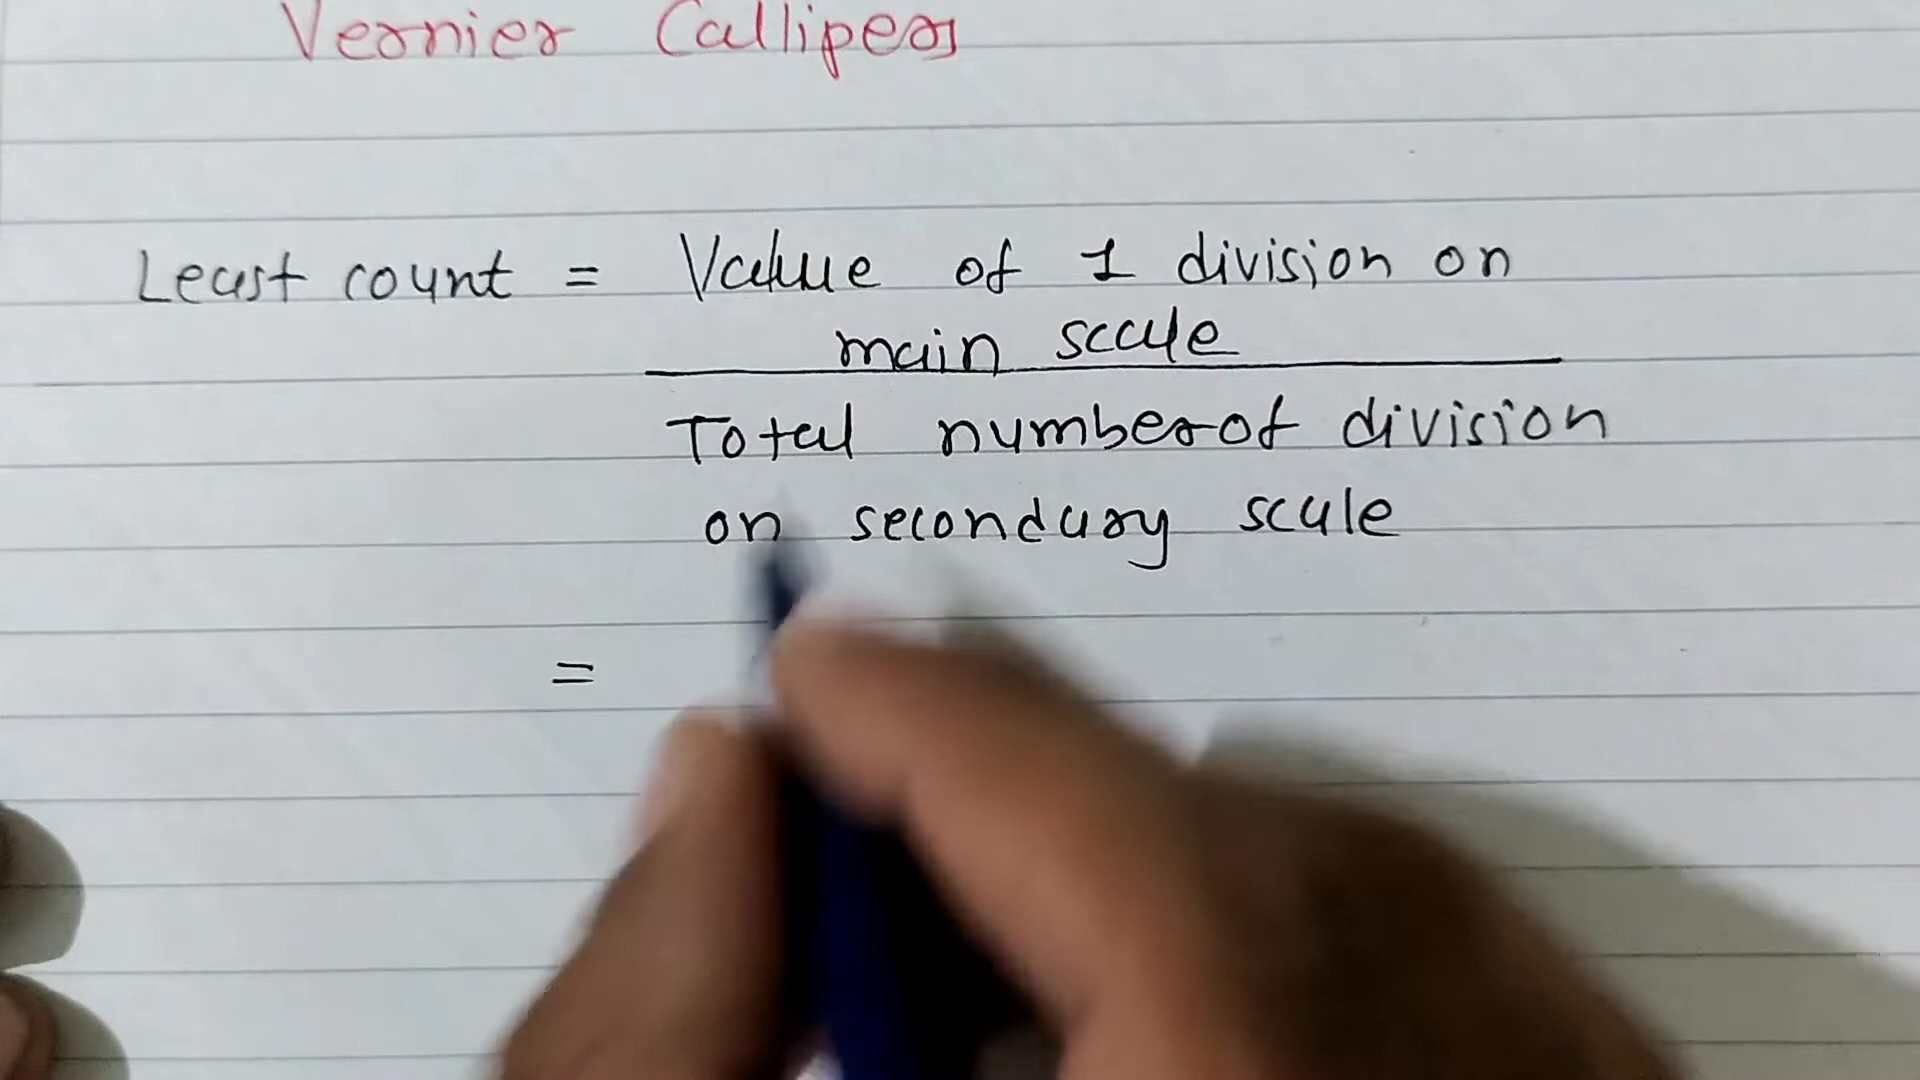 Vernier Callipers
Least count = Value of 1 division on
main scale
Total number of division
on secondary scale
=